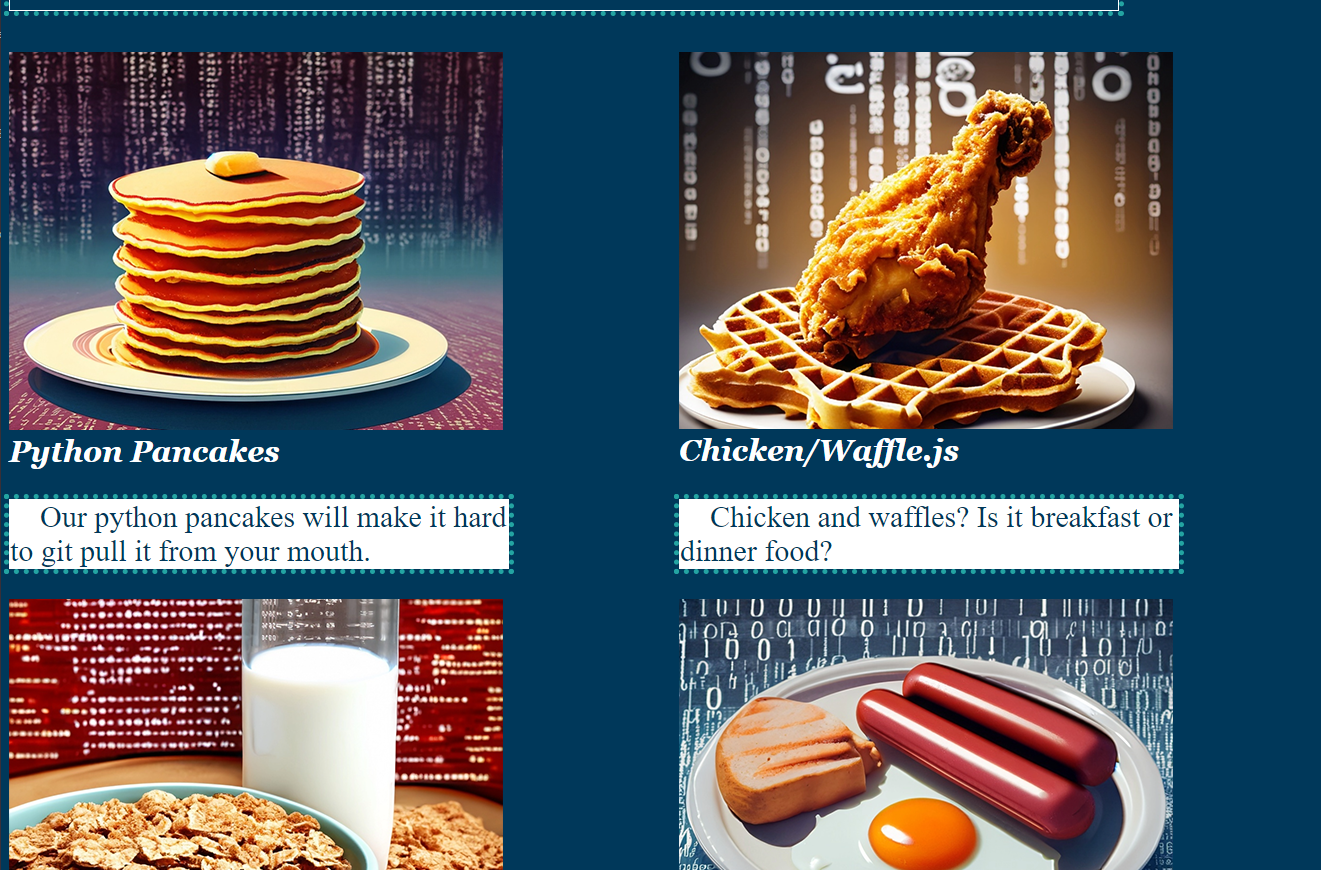 Python Pancakes
Our python pancakes will make it hard
to git pull it from your mouth.
Chicken/Waffle.js
Chicken and waffles? Is it breakfast or
dinner food?